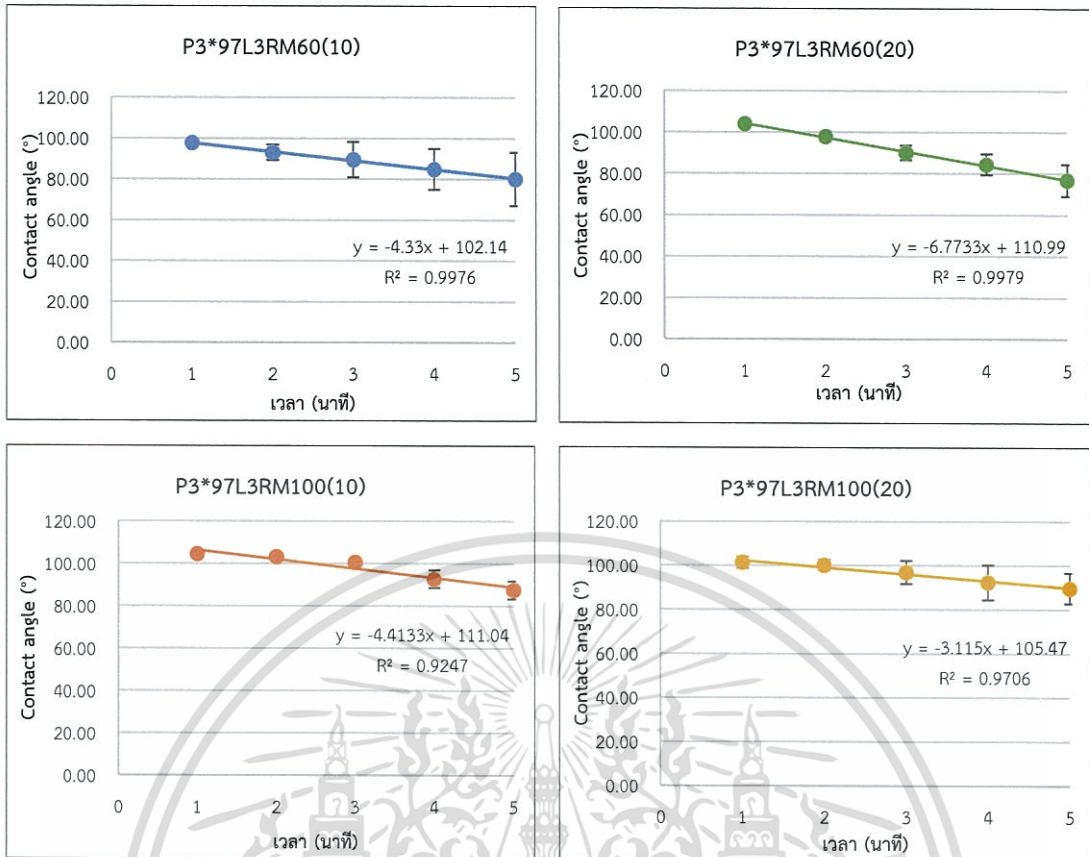 P3*97L3RM60(10)
Contact angle (°)
120.00
100.00
80.00
60.00
40.00
20.00
0.00
y = -4.33x + 102.14
R² = 0.9976
0 1 2 3 4 5
เวลา (นาที)
P3*97L3RM60(20)
Contact angle (°)
120.00
100.00
80.00
60.00
40.00
20.00
0.00
y = -6.7733x + 110.99
R² = 0.9979
0 1 2 3 4 5
เวลา (นาที)
P3*97L3RM100(10)
Contact angle (°)
120.00
100.00
80.00
60.00
40.00
20.00
0.00
y = -4.4133x + 111.04
R² = 0.9247
0 1 2 3 4 5
เวลา (นาที)
P3*97L3RM100(20)
Contact angle (°)
120.00
100.00
80.00
60.00
40.00
20.00
0.00
y = -3.115x + 105.47
R² = 0.9706
0 1 2 3 4 5
เวลา (นาที)